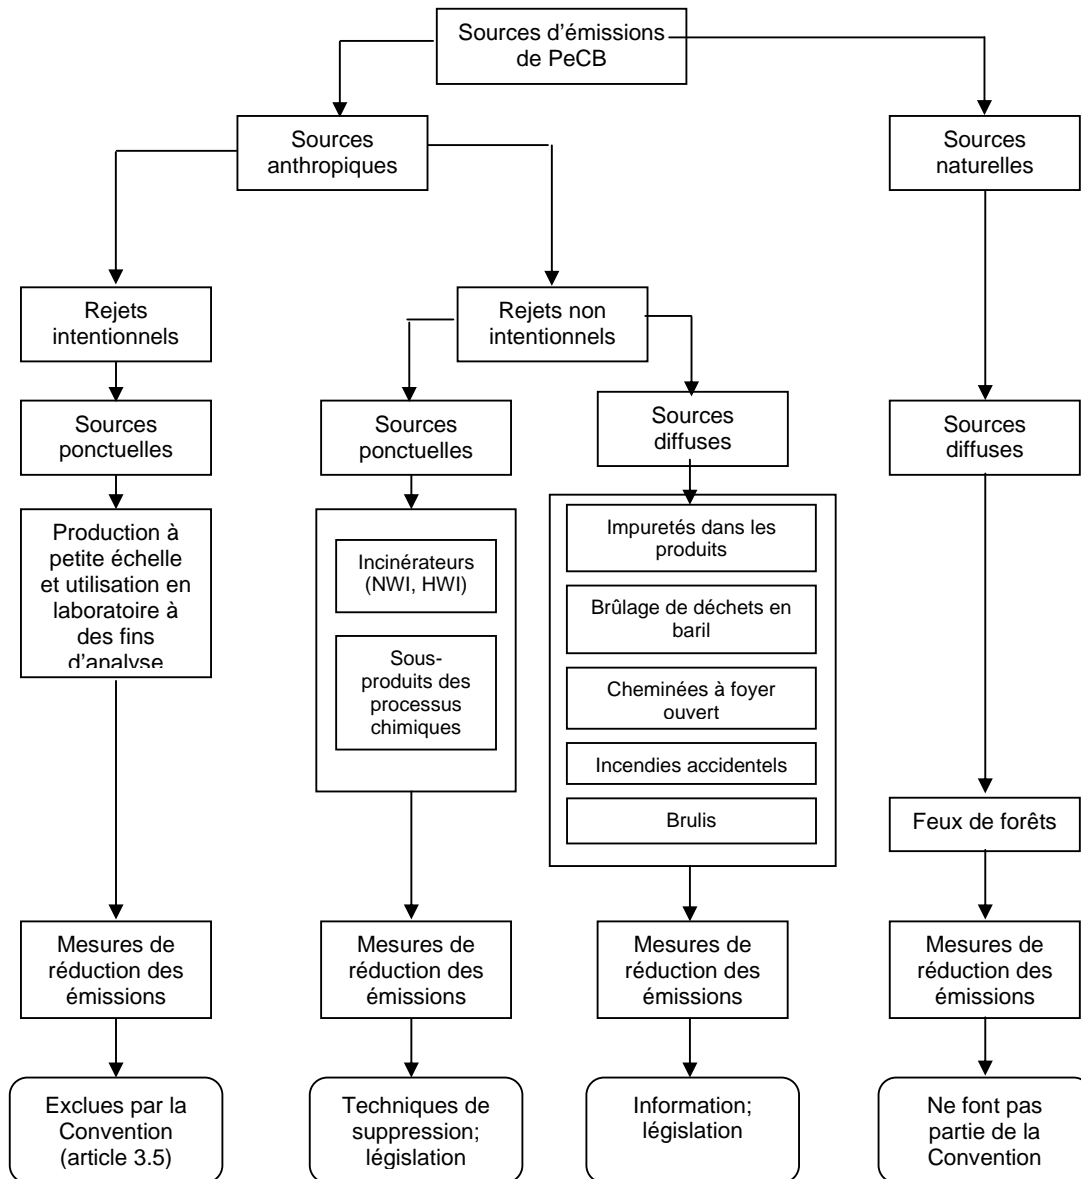 Sources d'émissions
de PeCB
Sources
anthropiques
Sources
naturelles
Rejets
intentionnels
Rejets non
intentionnels
Sources
ponctuelles
Sources
ponctuelles
Sources
diffuses
Sources
diffuses
Production à
petite échelle
et utilisation en
laboratoire à
des fins
d'analyse
Incinérateurs
(NWI, HWI)
Sous-
produits des
processus
chimiques
Impuretés dans les
produits
Brûlage de déchets en
baril
Cheminées à foyer
ouvert
Incendies accidentels
Brulis
Feux de forêts
Mesures de
réduction des
émissions
Mesures de
réduction des
émissions
Mesures de
réduction des
émissions
Mesures de
réduction des
émissions
Exclues par la
Convention
(article 3.5)
Techniques de
suppression;
législation
Information;
législation
Ne font pas
partie de la
Convention